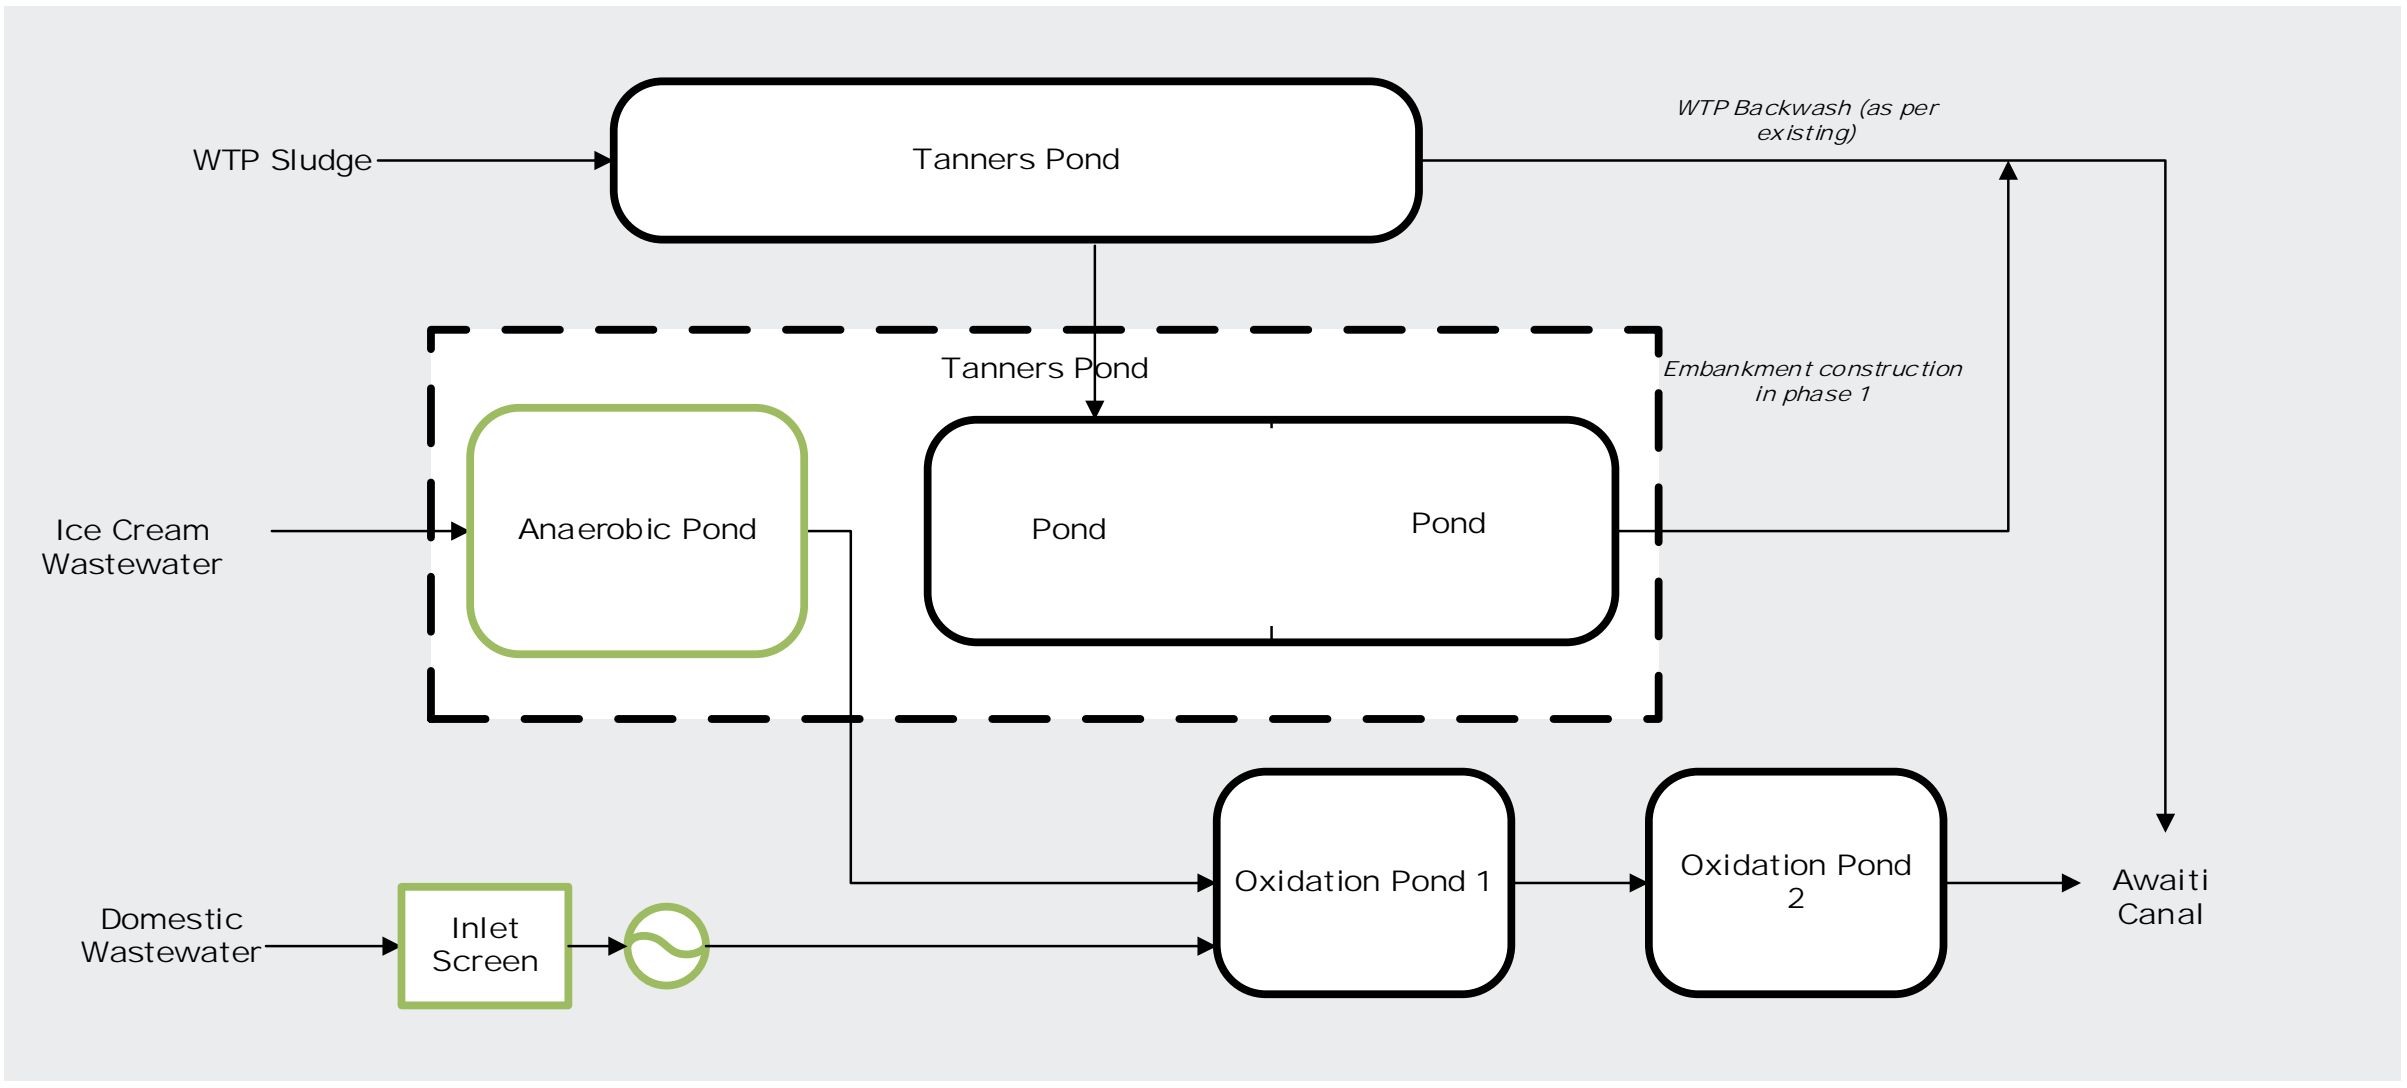 WTP Backwash (as per
existing)
WTP Sludge
Tanners Pond
Tanners Pond
Embankment construction
in phase 1
Ice Cream
Wastewater
Anaerobic Pond
Pond
Pond
Oxidation Pond 1
Oxidation Pond
2
Awaiti
Canal
Domestic
Wastewater
Inlet
Screen